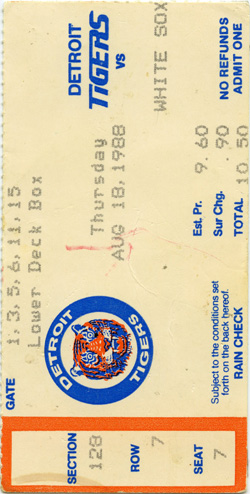 DETROIT
TIGERS
VS
WHITE SOX
NO REFUNDS
ADMIT ONE
Thursday
AUG 18,1988
Est. Pr. 9.60
Sur Chg. .90
TOTAL 10.50
GATE 1,3,5,6,11,15
Lower Deck Box
DETROIT TIGERS
Subject to the conditions set
forth on the back hereof.
RAIN CHECK
SECTION 128
ROW 7
SEAT 7